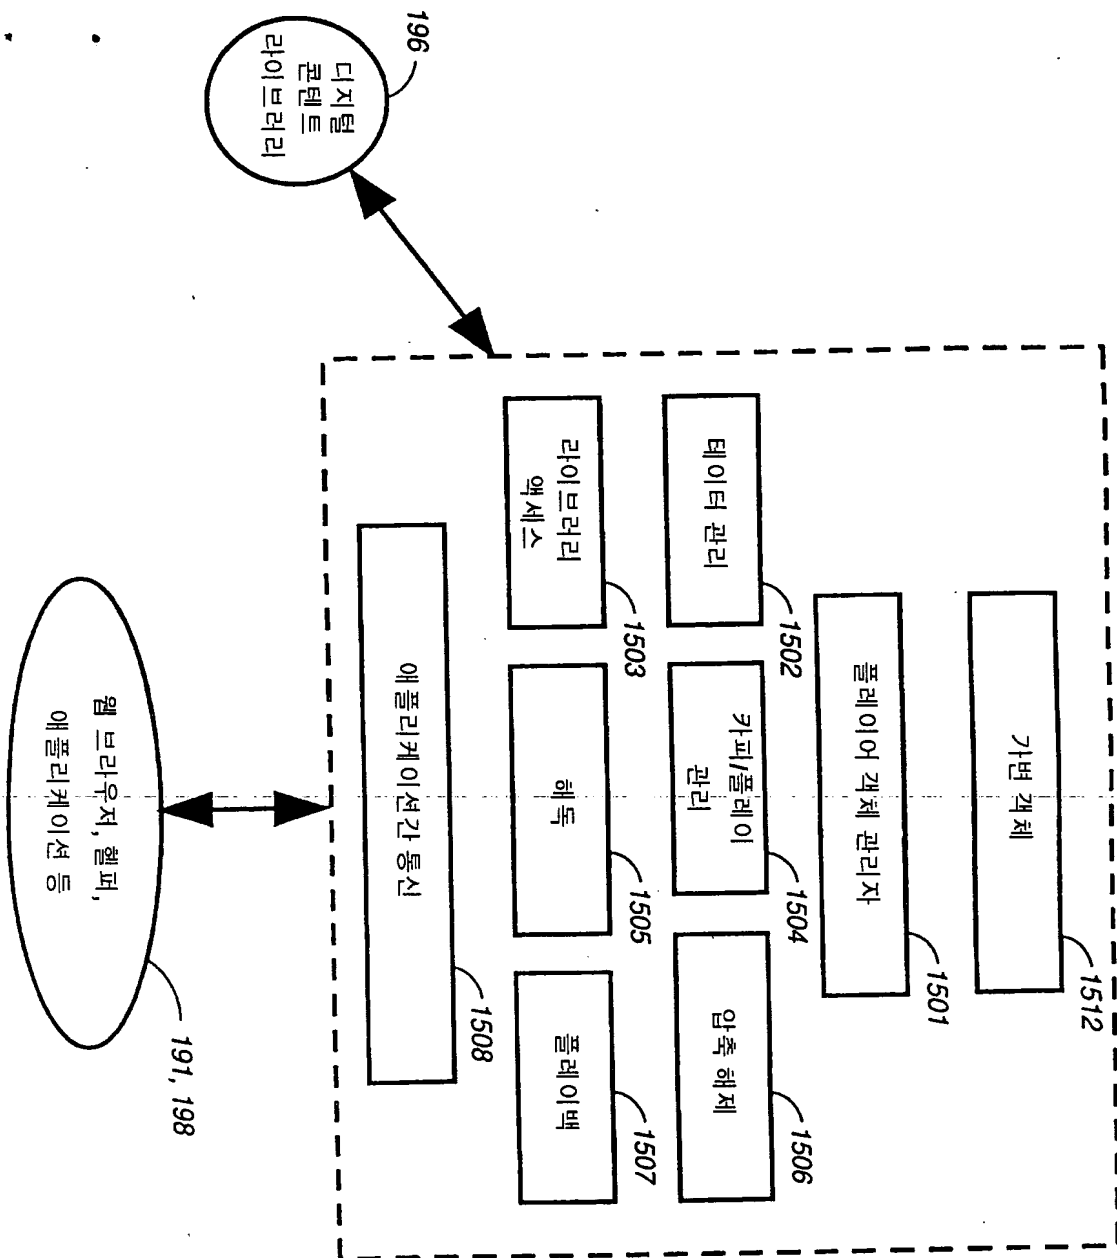 가변 객체
1512
플레이어 객체 관리자
1501
테이터 관리
1502
카피/플레이
관리
1504
압축 해제
1506
라이브러리
액세스
1503
해독
1505
플레이백
1507
애플리케이션간 통신
1508
196
디지털
콘텐트
라이브러리
웹 브라우저, 헬퍼,
애플리케이션 등
191, 198